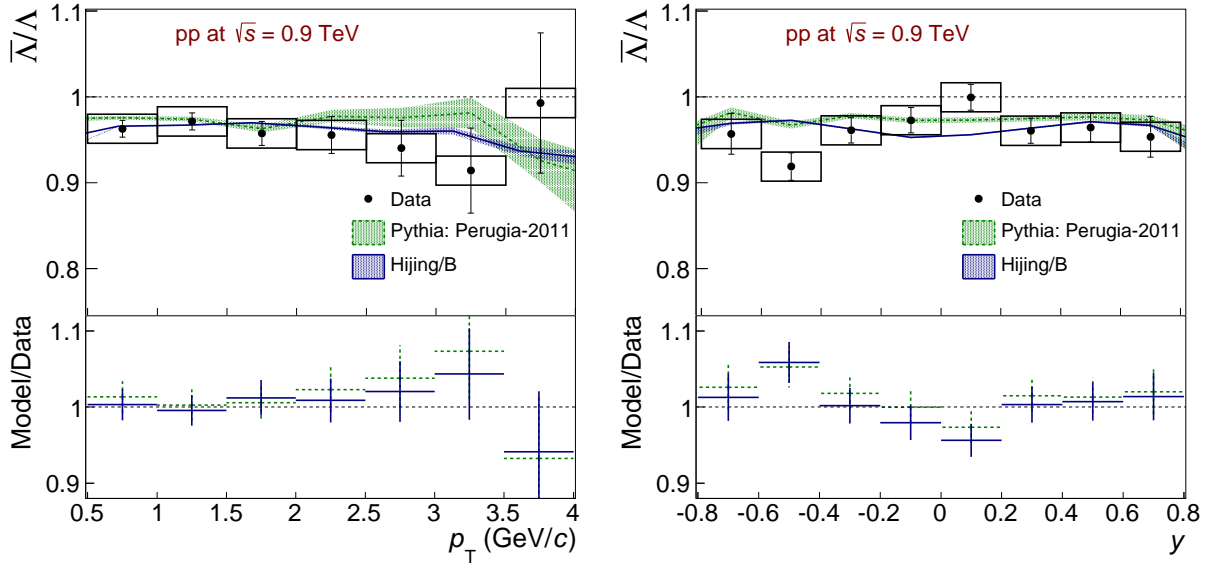 Λ̅/Λ
1.1
1
0.9
0.8
pp at √s = 0.9 TeV
Data
Pythia: Perugia-2011
Hijing/B
Model/Data
1.1
1
0.9
0.5 1 1.5 2 2.5 3 3.5 4
p_T (GeV/c)
Λ̅/Λ
1.1
1
0.9
0.8
pp at √s = 0.9 TeV
Data
Pythia: Perugia-2011
Hijing/B
Model/Data
1.1
1
0.9
-0.8 -0.6 -0.4 -0.2 0 0.2 0.4 0.6 0.8
y